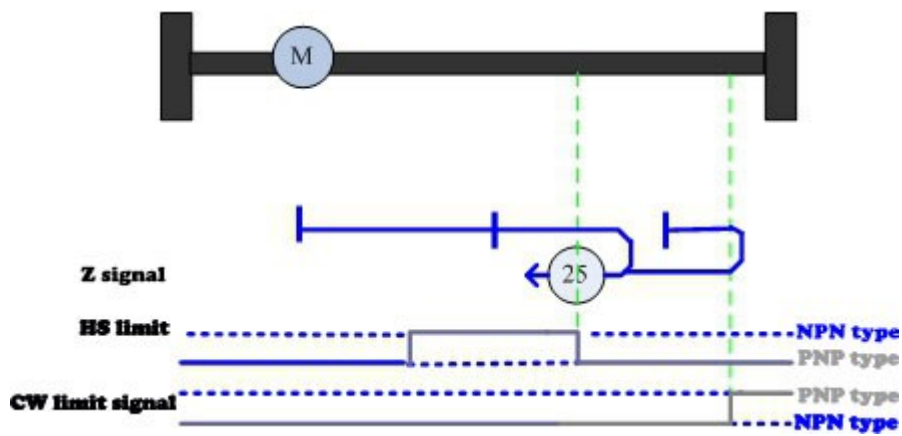 M
25
Z signal
HS limit
NPN type
PNP type
PNP type
CW limit signal
NPN type